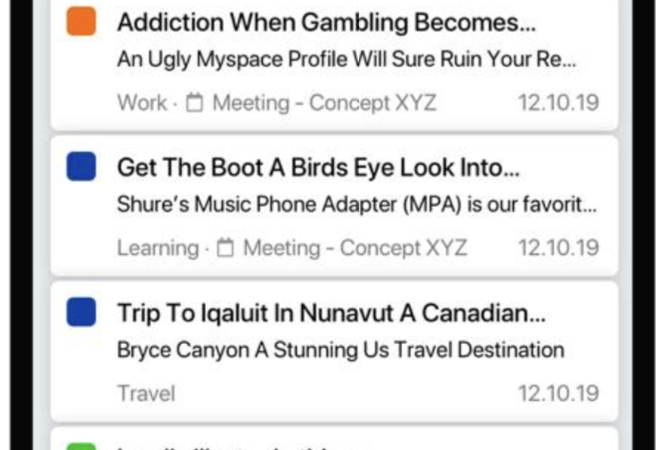 Addiction When Gambling Becomes...
An Ugly Myspace Profile Will Sure Ruin Your Re...
Work · Meeting - Concept XYZ 12.10.19
Get The Boot A Birds Eye Look Into...
Shure's Music Phone Adapter (MPA) is our favorit...
Learning · Meeting - Concept XYZ 12.10.19
Trip To Iqaluit In Nunavut A Canadian...
Bryce Canyon A Stunning Us Travel Destination
Travel 12.10.19